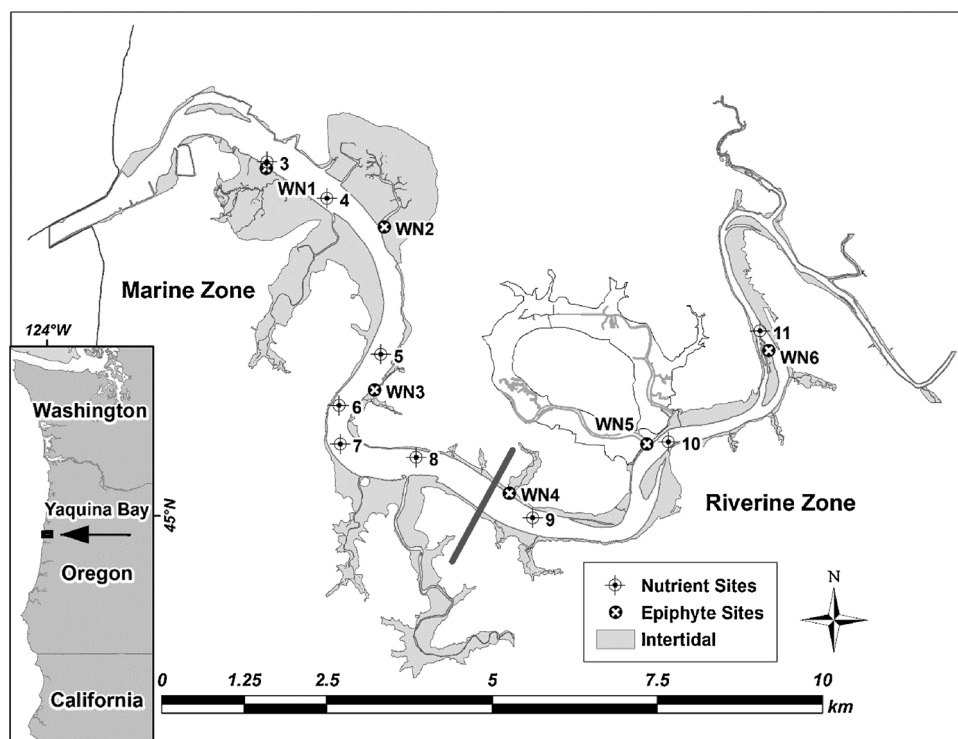 3
WN1
4
WN2
Marine Zone
124°W
Washington
Yaquina Bay
45°N
Oregon
California
5
WN3
6
7
8
WN4
9
WN5
10
11
WN6
Riverine Zone
Nutrient Sites
Epiphyte Sites
Intertidal
N
0 1.25 2.5 5 7.5 10
km